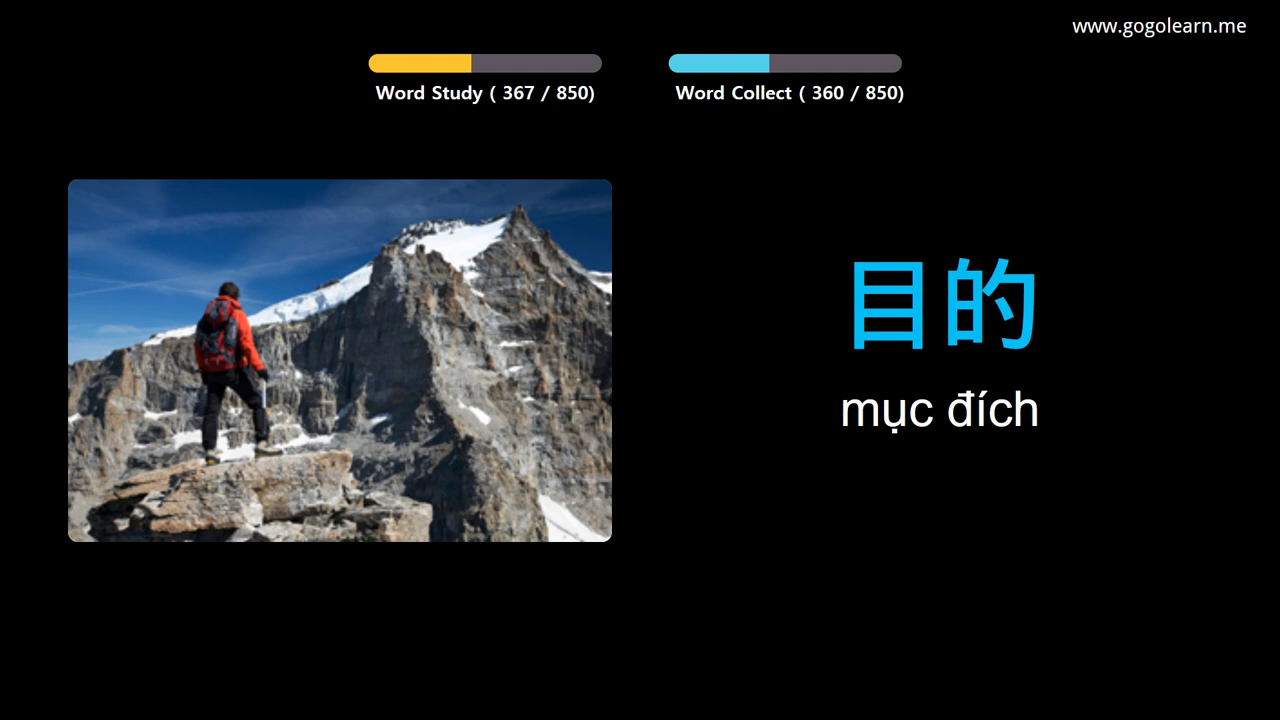 www.gogolearn.me
Word Study ( 367 / 850)
Word Collect ( 360 / 850)
目的
mục đích